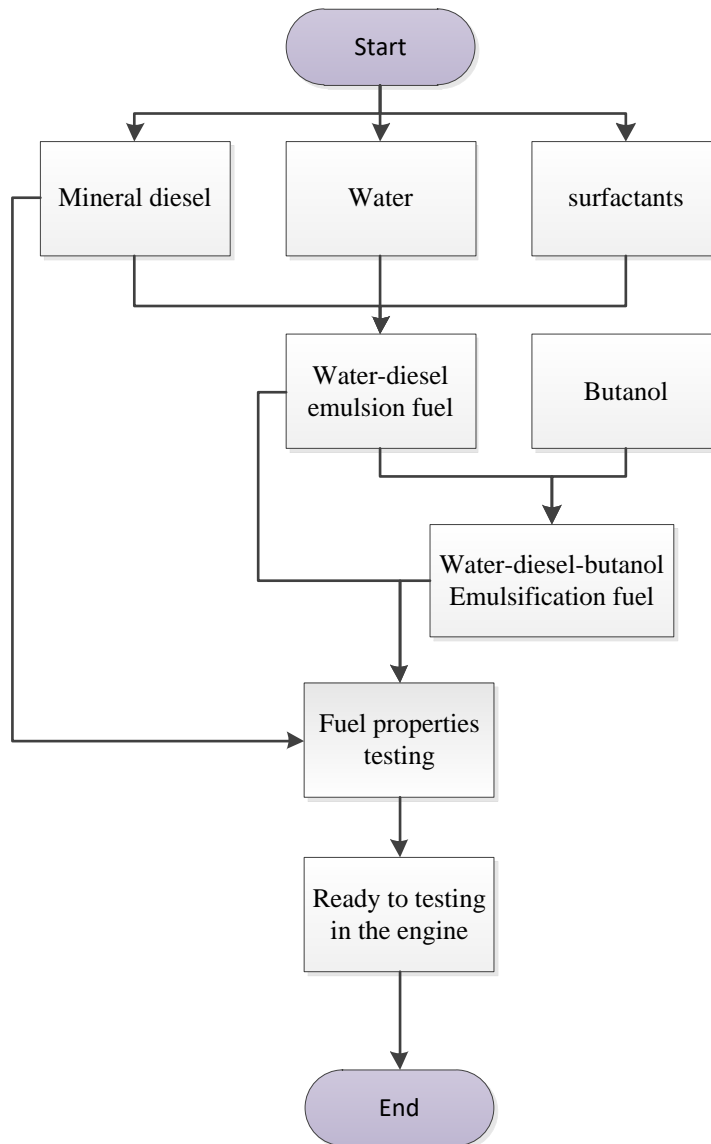 Start
Mineral diesel
Water
surfactants
Water-diesel
emulsion fuel
Butanol
Water-diesel-butanol
Emulsification fuel
Fuel properties
testing
Ready to testing
in the engine
End